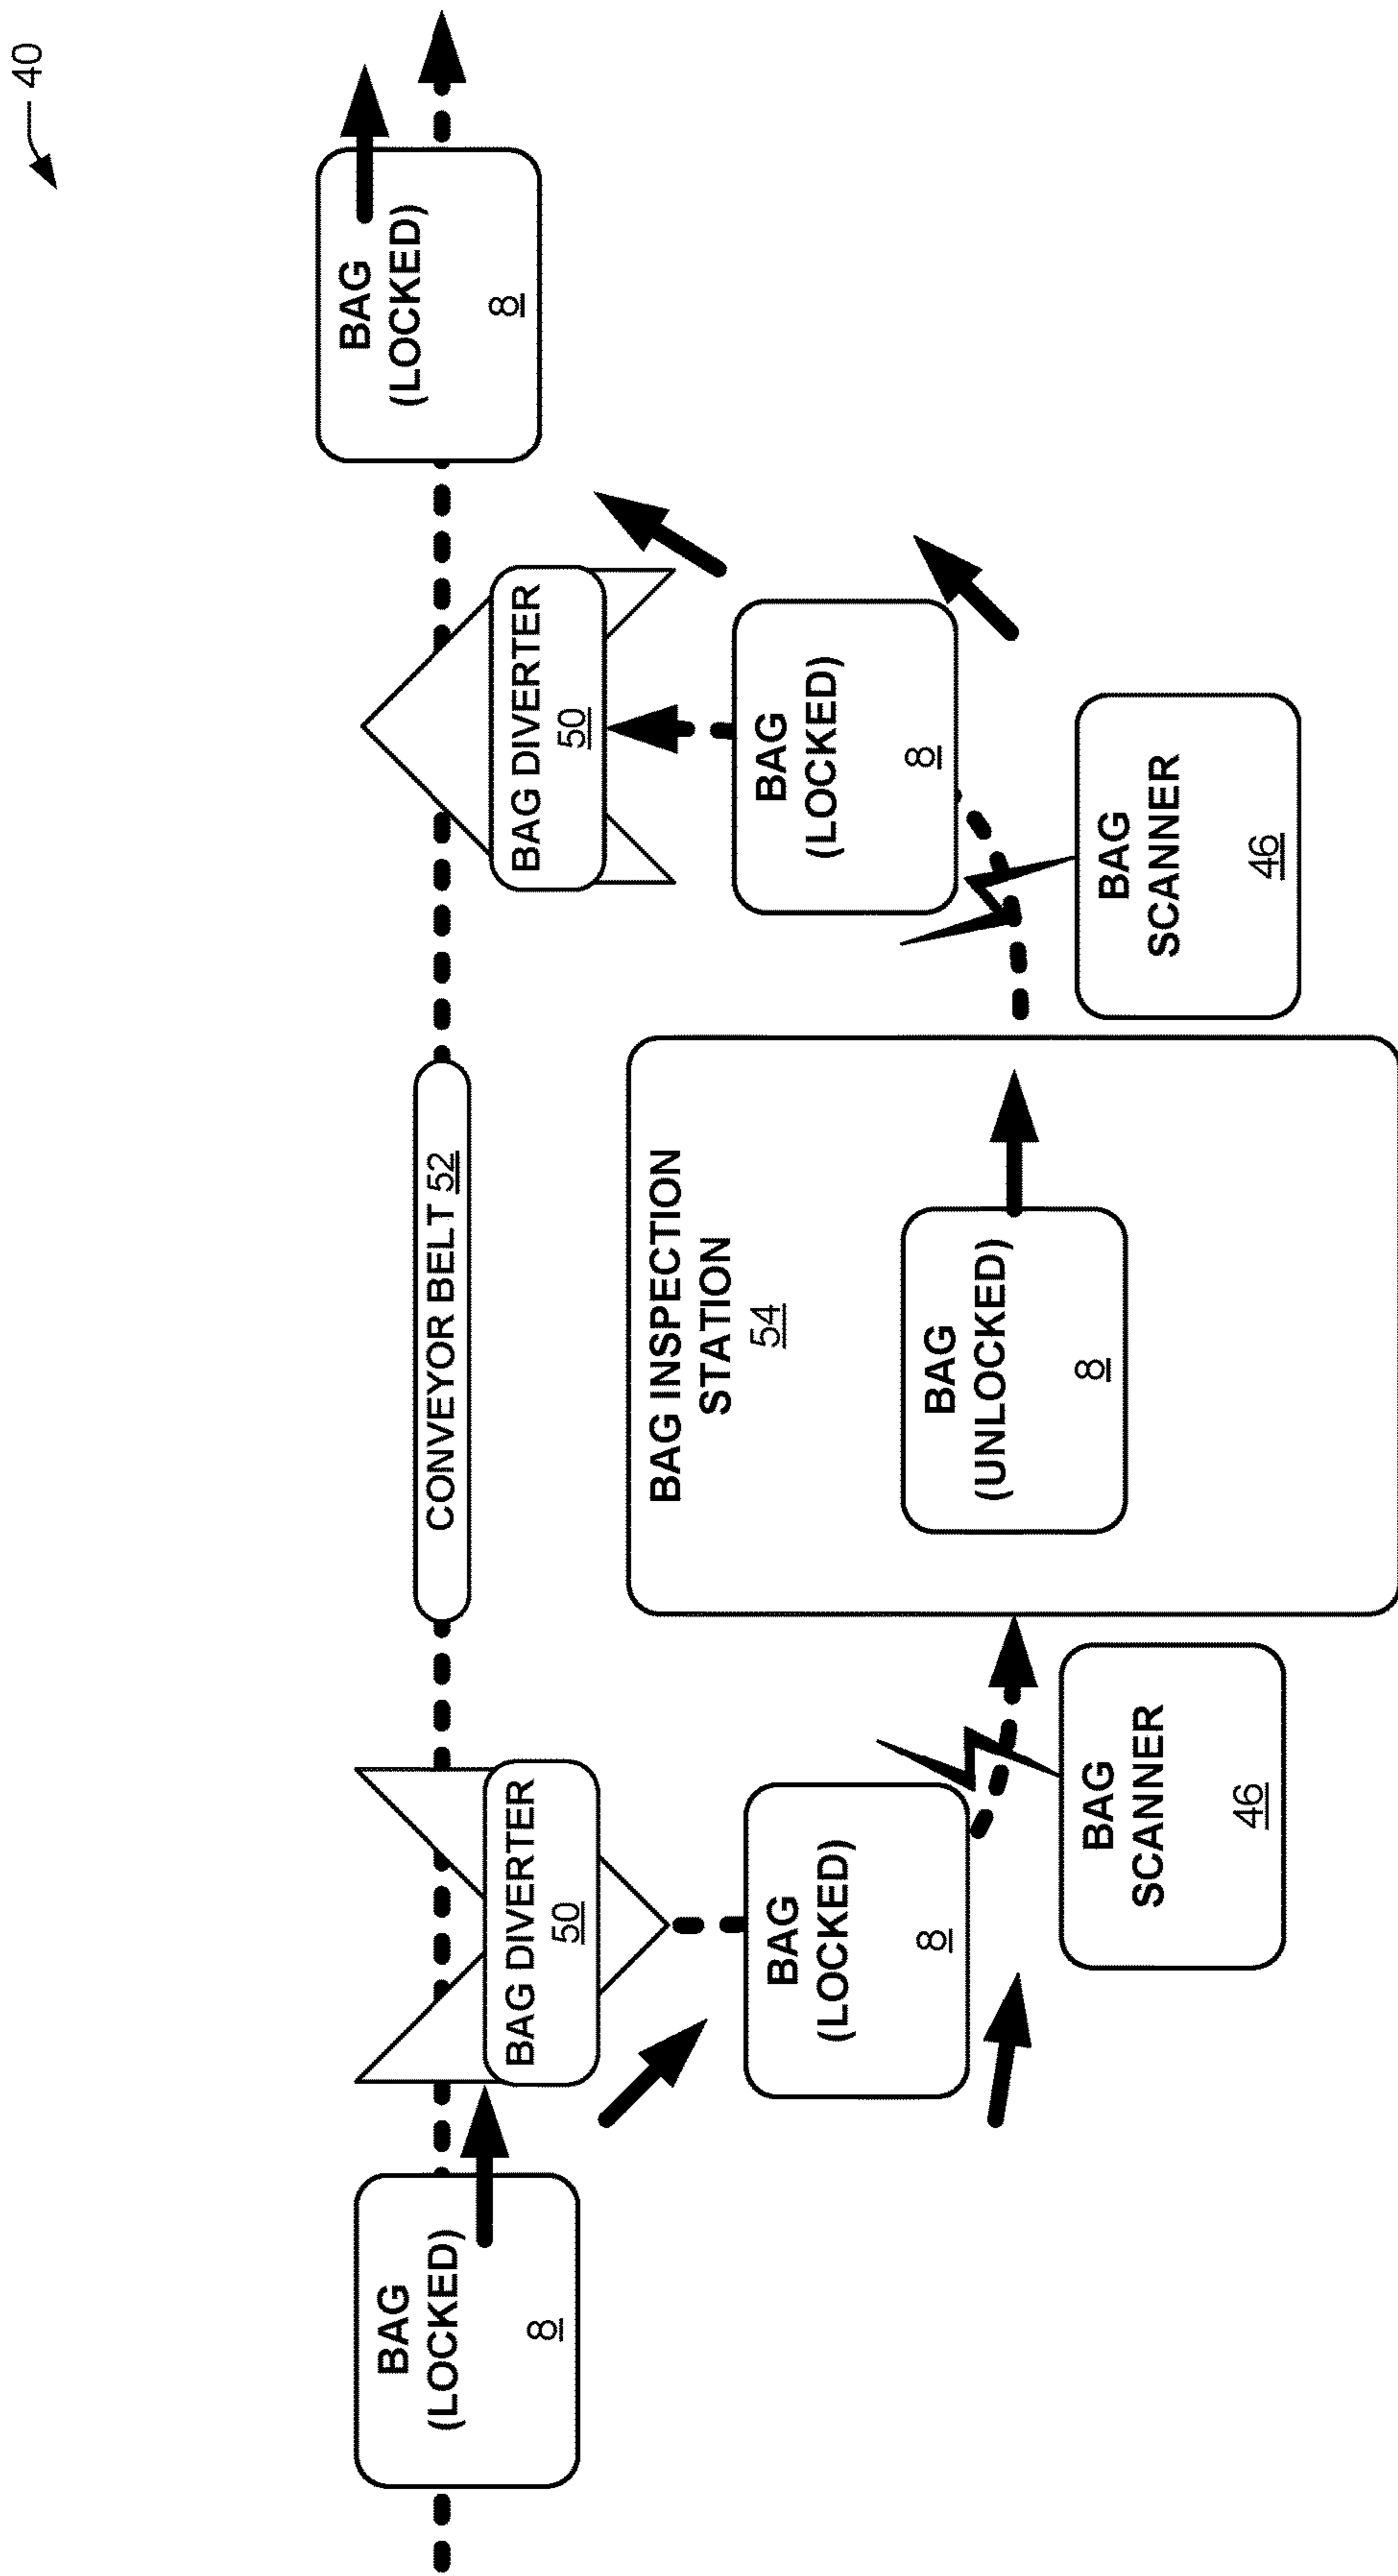 40
BAG
(LOCKED)
8
BAG DIVERTER
50
CONVEYOR BELT 52
BAG DIVERTER
50
BAG
(LOCKED)
8
BAG
(LOCKED)
8
BAG INSPECTION
STATION
54
BAG
(UNLOCKED)
8
BAG
(LOCKED)
8
BAG
SCANNER
46
BAG
SCANNER
46